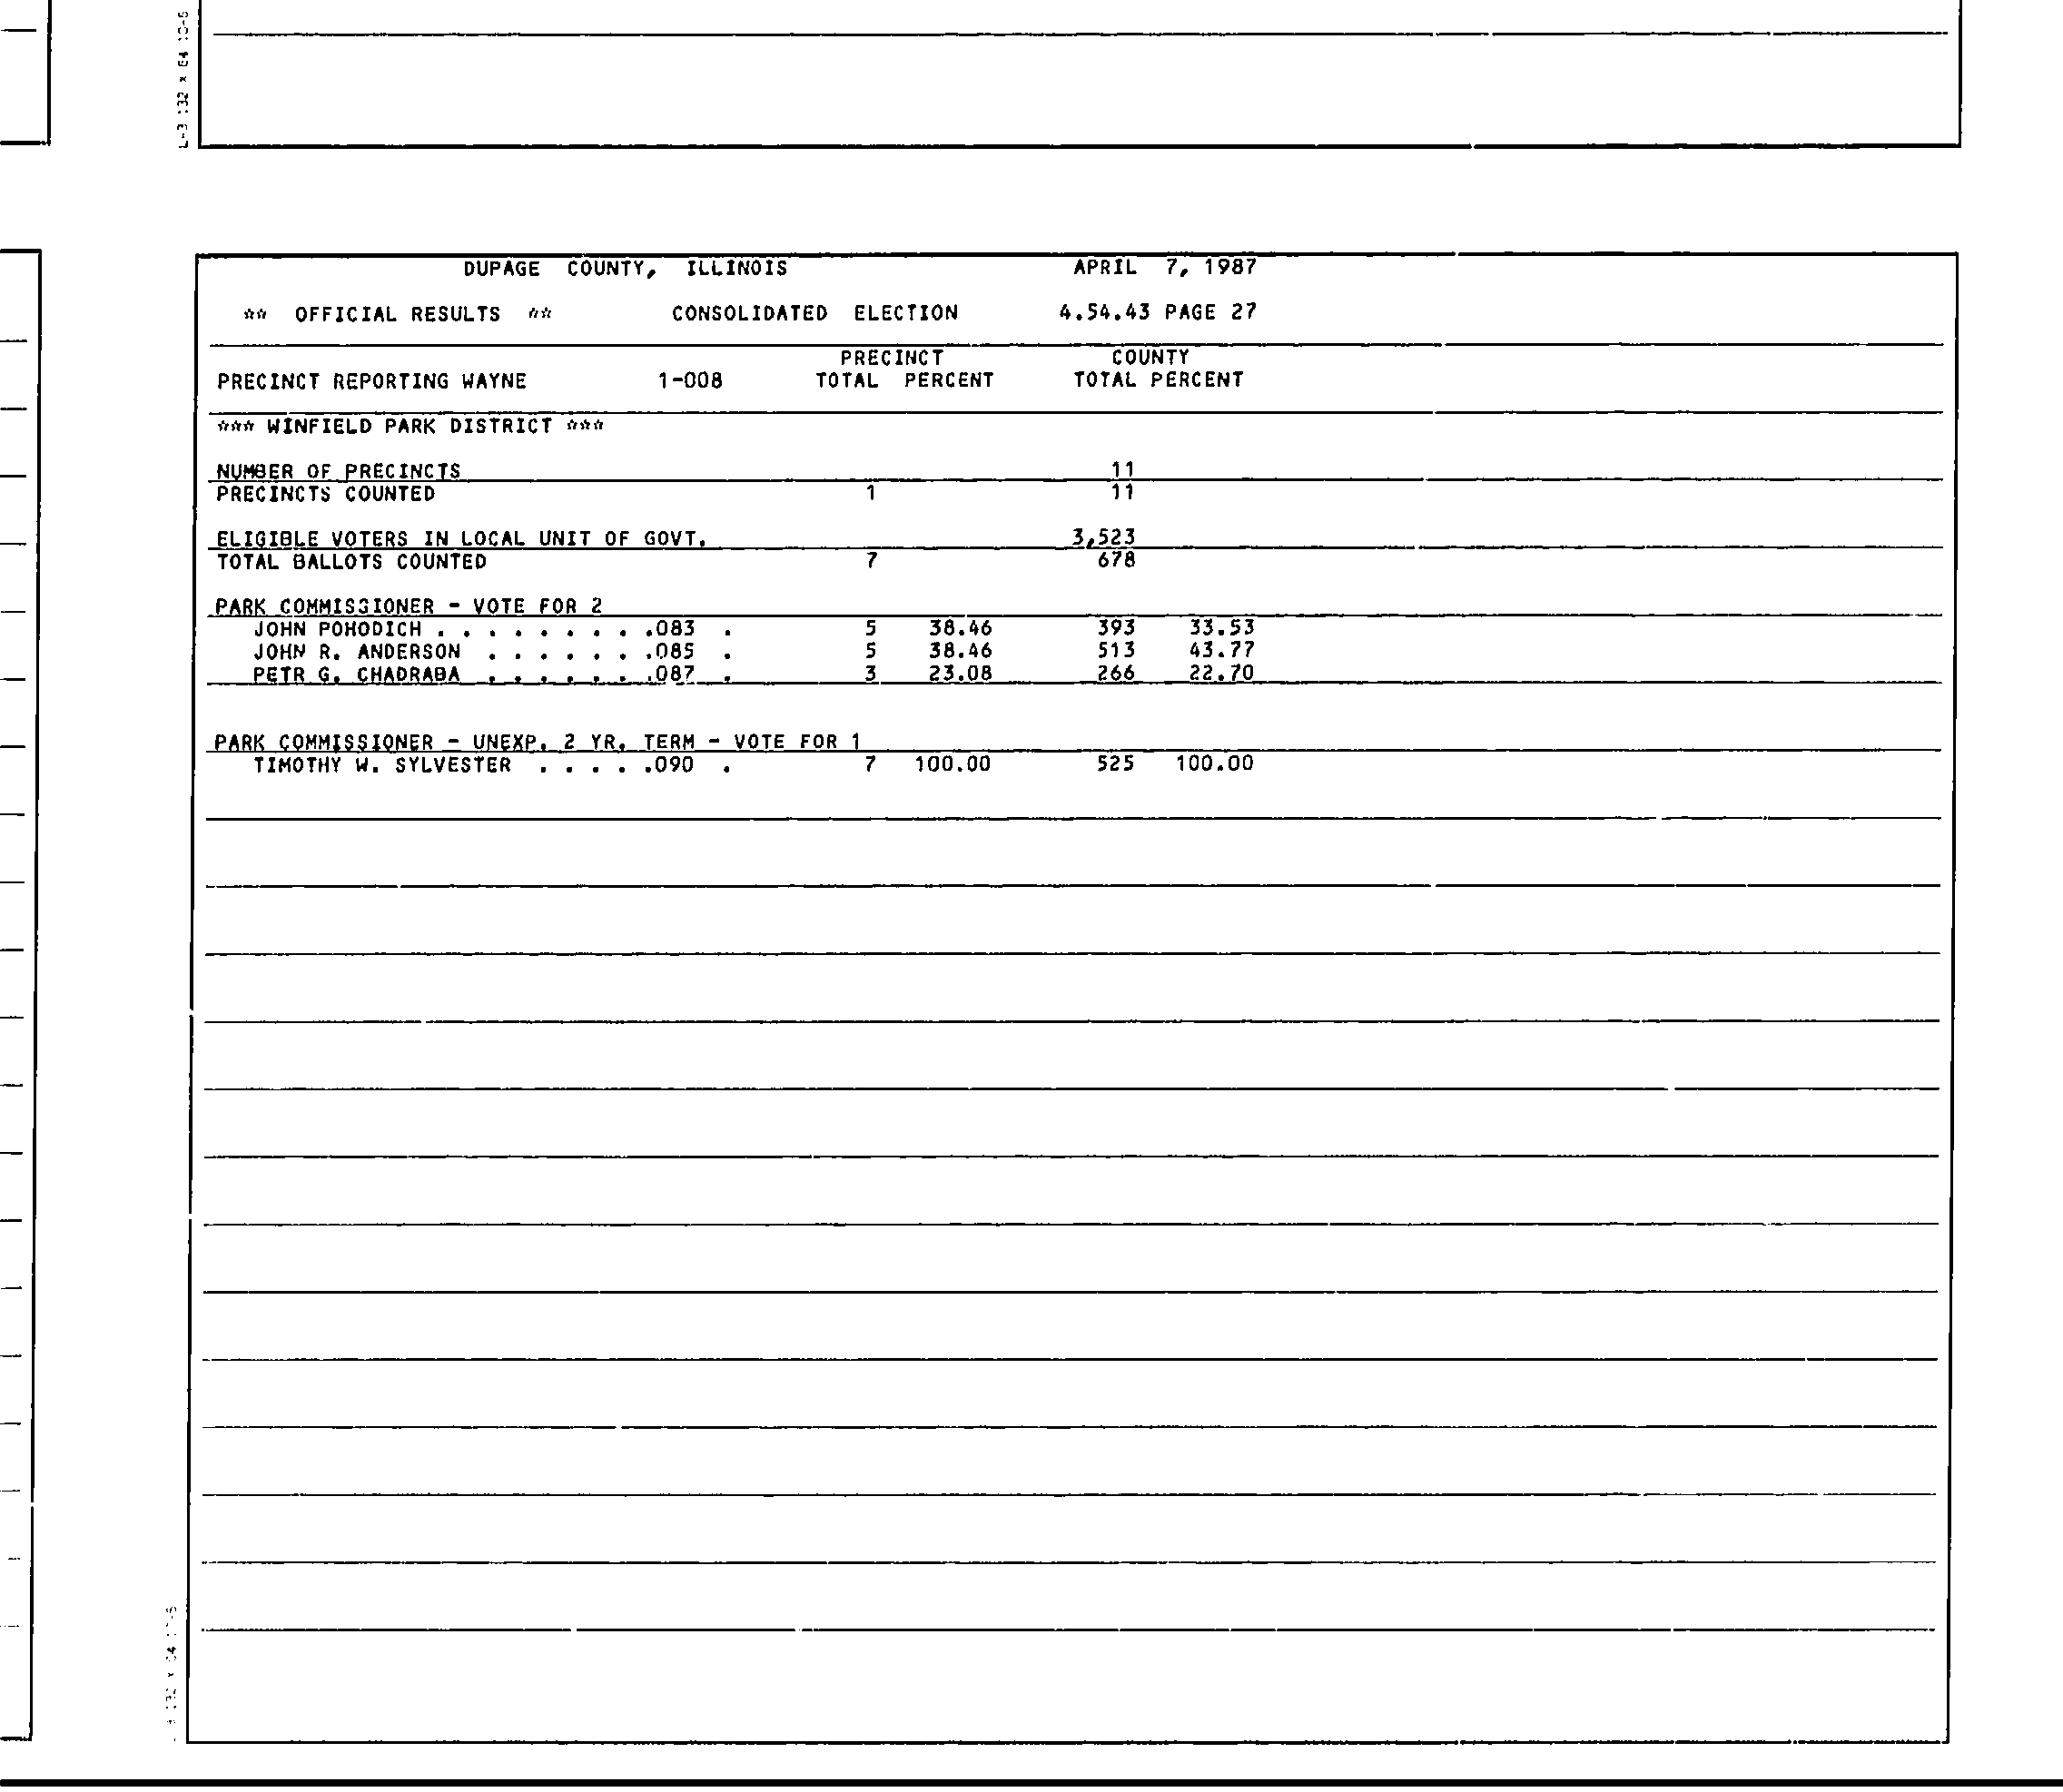 L-3 132 x 64 10-6
DUPAGE COUNTY, ILLINOIS APRIL 7, 1987
** OFFICIAL RESULTS ** CONSOLIDATED ELECTION 4.54.43 PAGE 27
PRECINCT COUNTY
PRECINCT REPORTING WAYNE 1-008 TOTAL PERCENT TOTAL PERCENT
*** WINFIELD PARK DISTRICT ***
NUMBER OF PRECINCTS 11
PRECINCTS COUNTED 1 11
ELIGIBLE VOTERS IN LOCAL UNIT OF GOVT. 3,523
TOTAL BALLOTS COUNTED 7 678
PARK COMMISSIONER - VOTE FOR 2
JOHN POHODICH . . . . . . . . .083 . 5 38.46 393 33.53
JOHN R. ANDERSON . . . . . . .085 . 5 38.46 513 43.77
PETR G. CHADRABA . . . . . . .087 . 3 23.08 266 22.70
PARK COMMISSIONER - UNEXP. 2 YR. TERM - VOTE FOR 1
TIMOTHY W. SYLVESTER . . . . .090 . 7 100.00 525 100.00